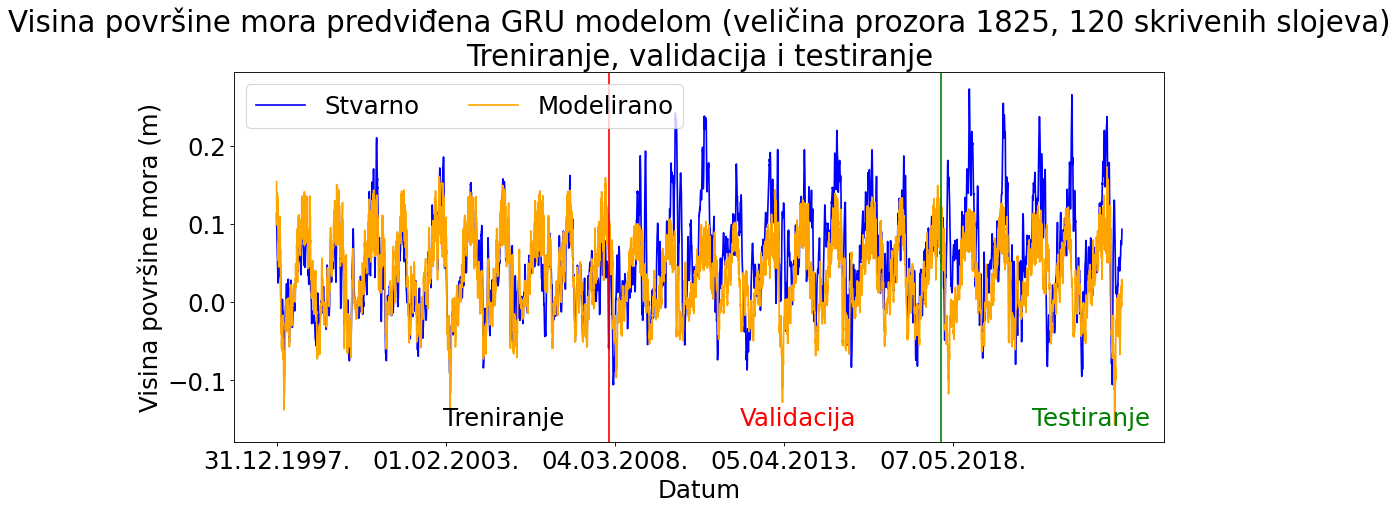 Visina površine mora predviđena GRU modelom (veličina prozora 1825, 120 skrivenih slojeva)
Treniranje, validacija i testiranje
Stvarno Modelirano
Visina površine mora (m)
0.2
0.1
0.0
−0.1
Treniranje Validacija Testiranje
31.12.1997. 01.02.2003. 04.03.2008. 05.04.2013. 07.05.2018.
Datum